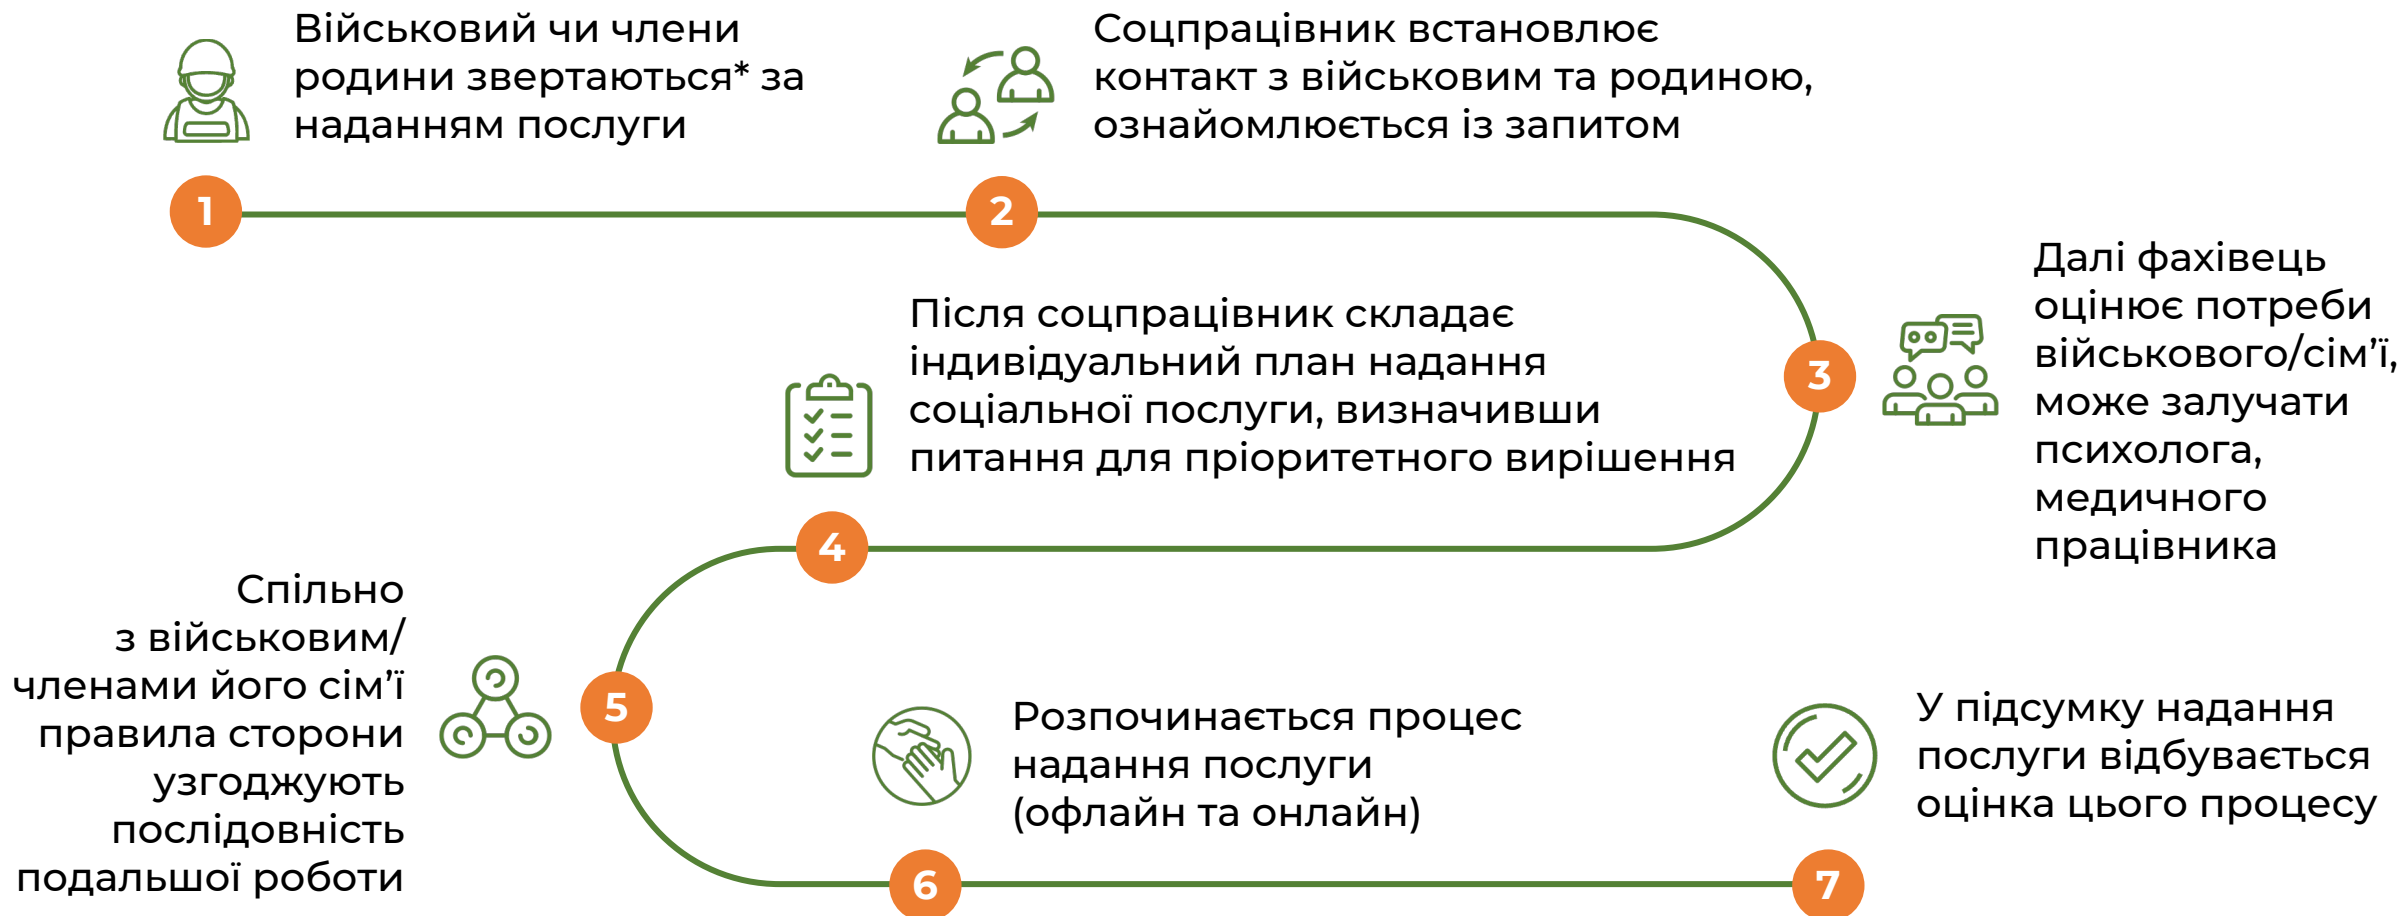 Військовий чи члени
родини звертаються* за
наданням послуги
1
Соцпрацівник встановлює
контакт з військовим та родиною,
ознайомлюється із запитом
2
Далі фахівець
оцінює потреби
військового/сім’ї,
може залучати
психолога,
медичного
працівника
3
Після соцпрацівник складає
індивідуальний план надання
соціальної послуги, визначивши
питання для пріоритетного вирішення
4
Спільно
з військовим/
членами його сім’ї
правила сторони
узгоджують
послідовність
подальшої роботи
5
Розпочинається процес
надання послуги
(офлайн та онлайн)
6
У підсумку надання
послуги відбувається
оцінка цього процесу
7